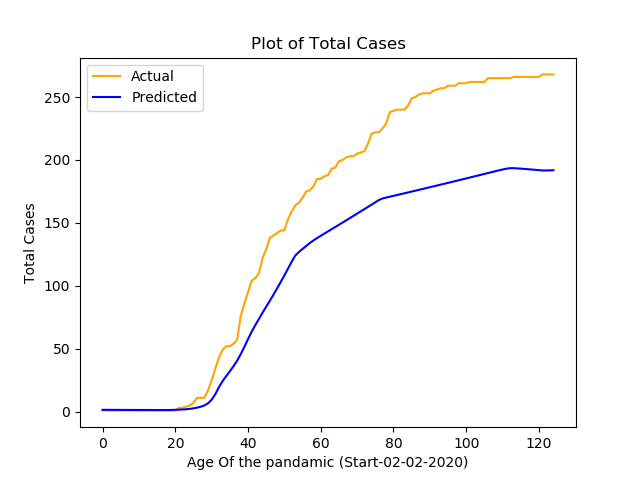 Plot of Total Cases
Actual
Predicted
250
200
150
100
50
0
Total Cases
0 20 40 60 80 100 120
Age Of the pandamic (Start-02-02-2020)